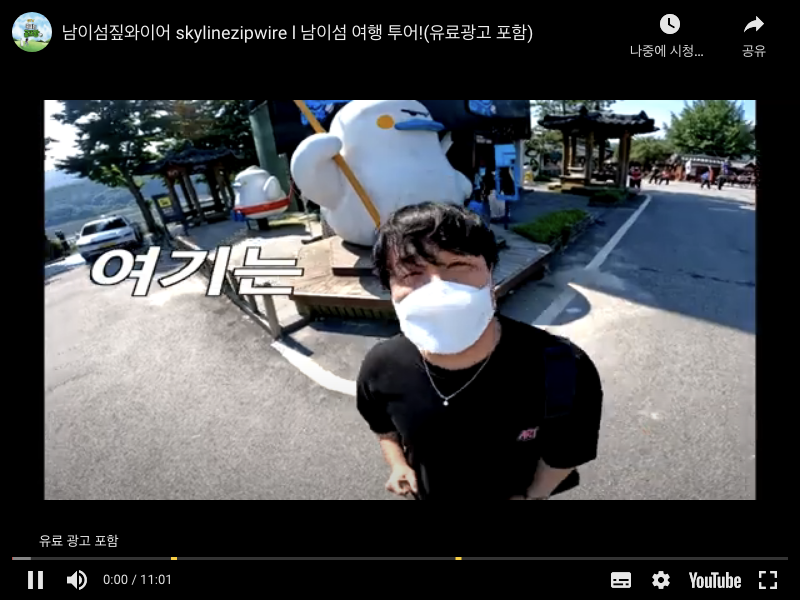 남이섬짚와이어 skylinezipwire l 남이섬 여행 투어!(유료광고 포함)
나중에 시청...
공유
여기는
유료 광고 포함
0:00 / 11:01
YouTube